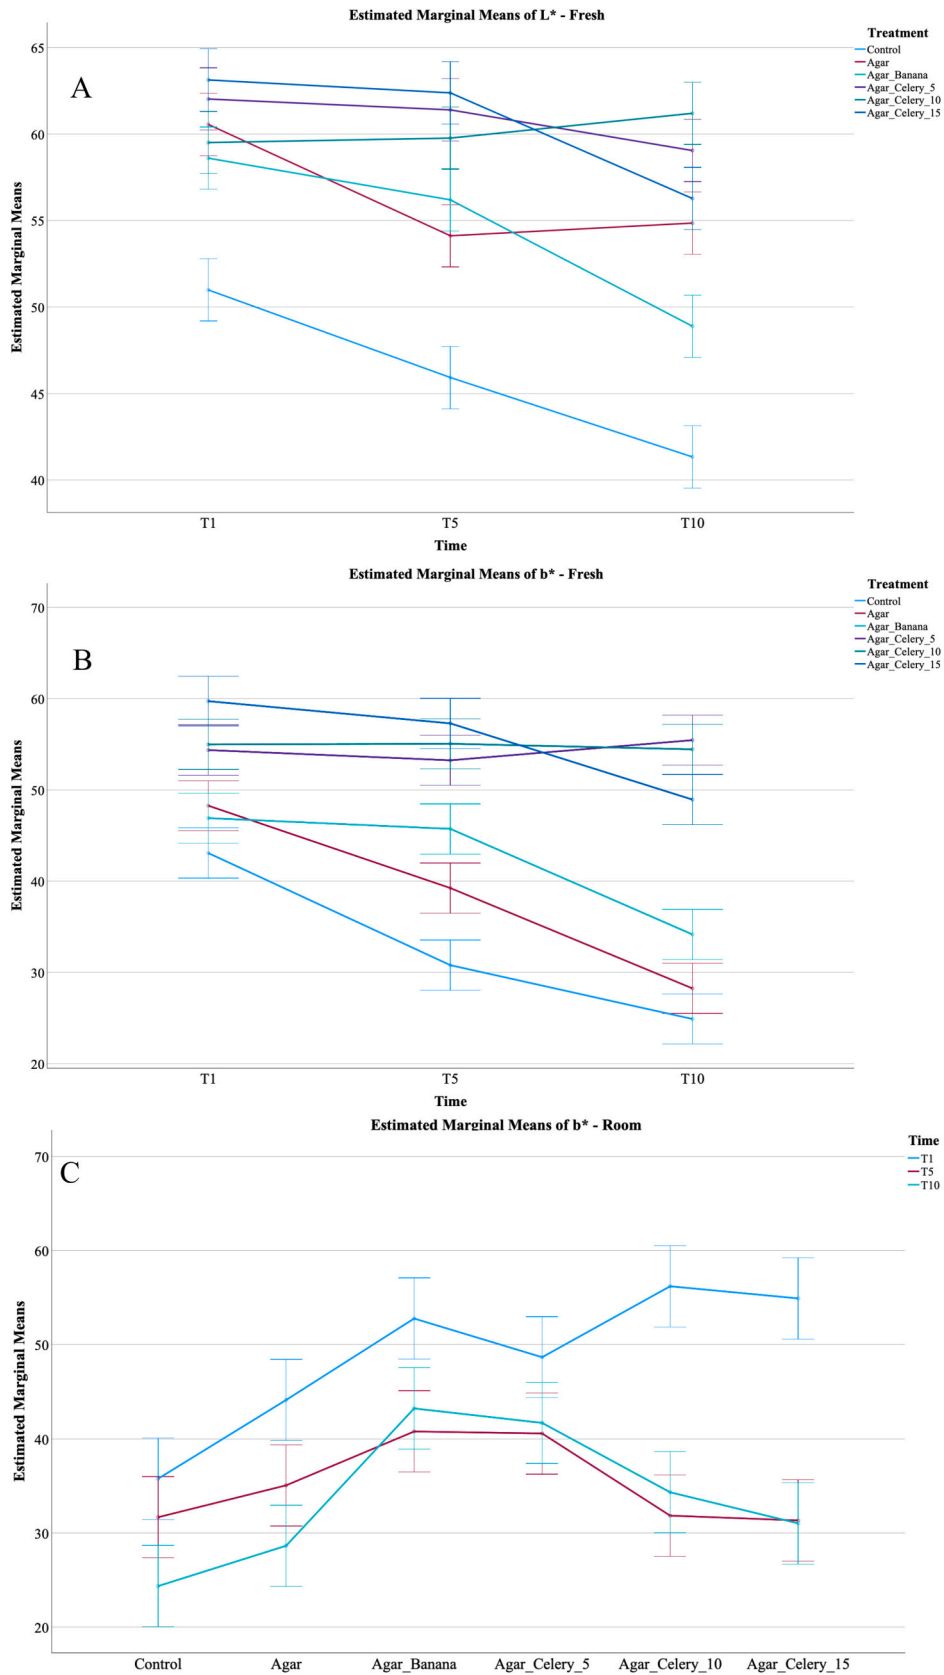 Estimated Marginal Means of L* - Fresh
A
Treatment
Control
Agar
Agar_Banana
Agar_Celery_5
Agar_Celery_10
Agar_Celery_15
Estimated Marginal Means
65
60
55
50
45
40
T1
T5
T10
Time
Estimated Marginal Means of b* - Fresh
B
Treatment
Control
Agar
Agar_Banana
Agar_Celery_5
Agar_Celery_10
Agar_Celery_15
Estimated Marginal Means
70
60
50
40
30
20
T1
T5
T10
Time
Estimated Marginal Means of b* - Room
C
Time
T1
T5
T10
Estimated Marginal Means
70
60
50
40
30
20
Control
Agar
Agar_Banana
Agar_Celery_5
Agar_Celery_10
Agar_Celery_15